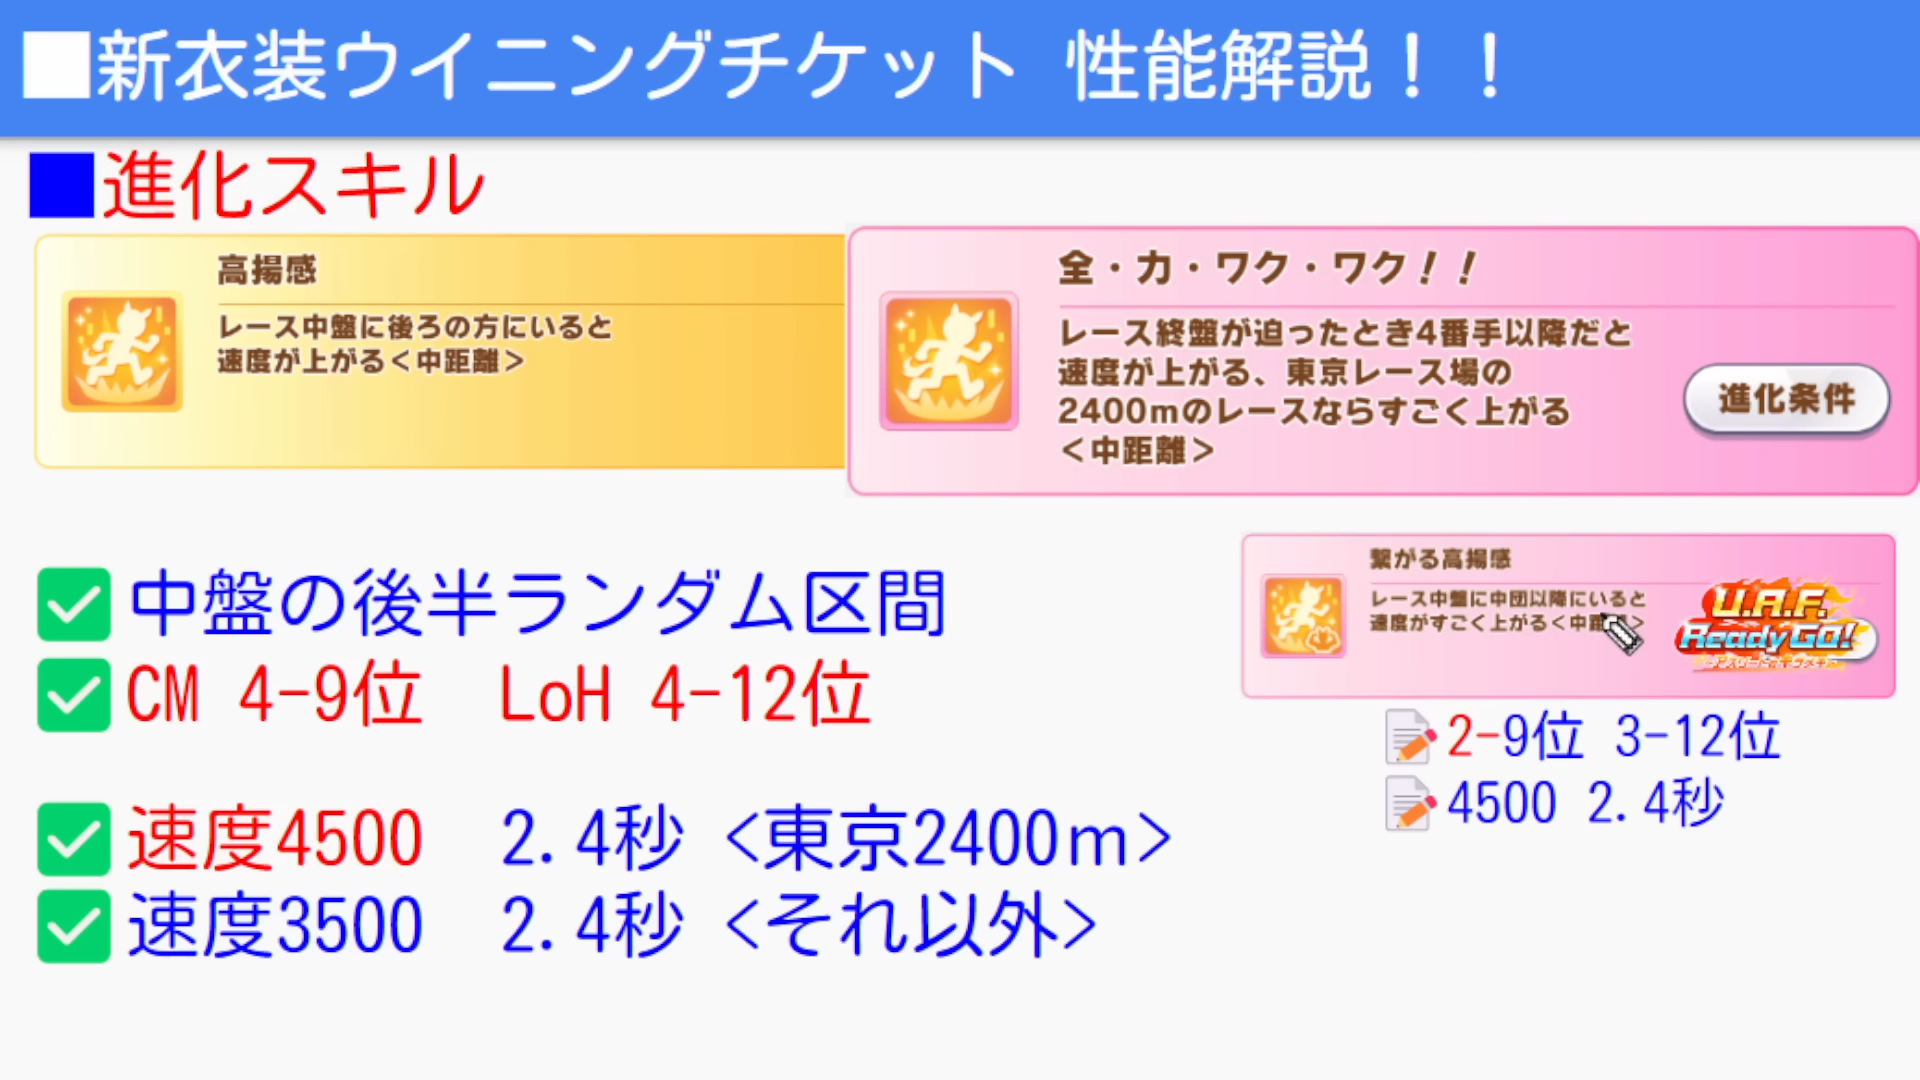 ■新衣装ウイニングチケット 性能解説！！
■進化スキル
高揚感
レース中盤に後ろの方にいると
速度が上がる＜中距離＞
全・力・ワク・ワク！！
レース終盤が迫ったとき4番手以降だと
速度が上がる、東京レース場の
2400mのレースならすごく上がる
＜中距離＞
進化条件
繋がる高揚感
レース中盤に中団以降にいると
速度がすごく上がる＜中距＞
U.A.F.
Ready GO!
中盤の後半ランダム区間
CM 4-9位 LoH 4-12位
2-9位 3-12位
4500 2.4秒
速度4500 2.4秒 <東京2400m>
速度3500 2.4秒 <それ以外>